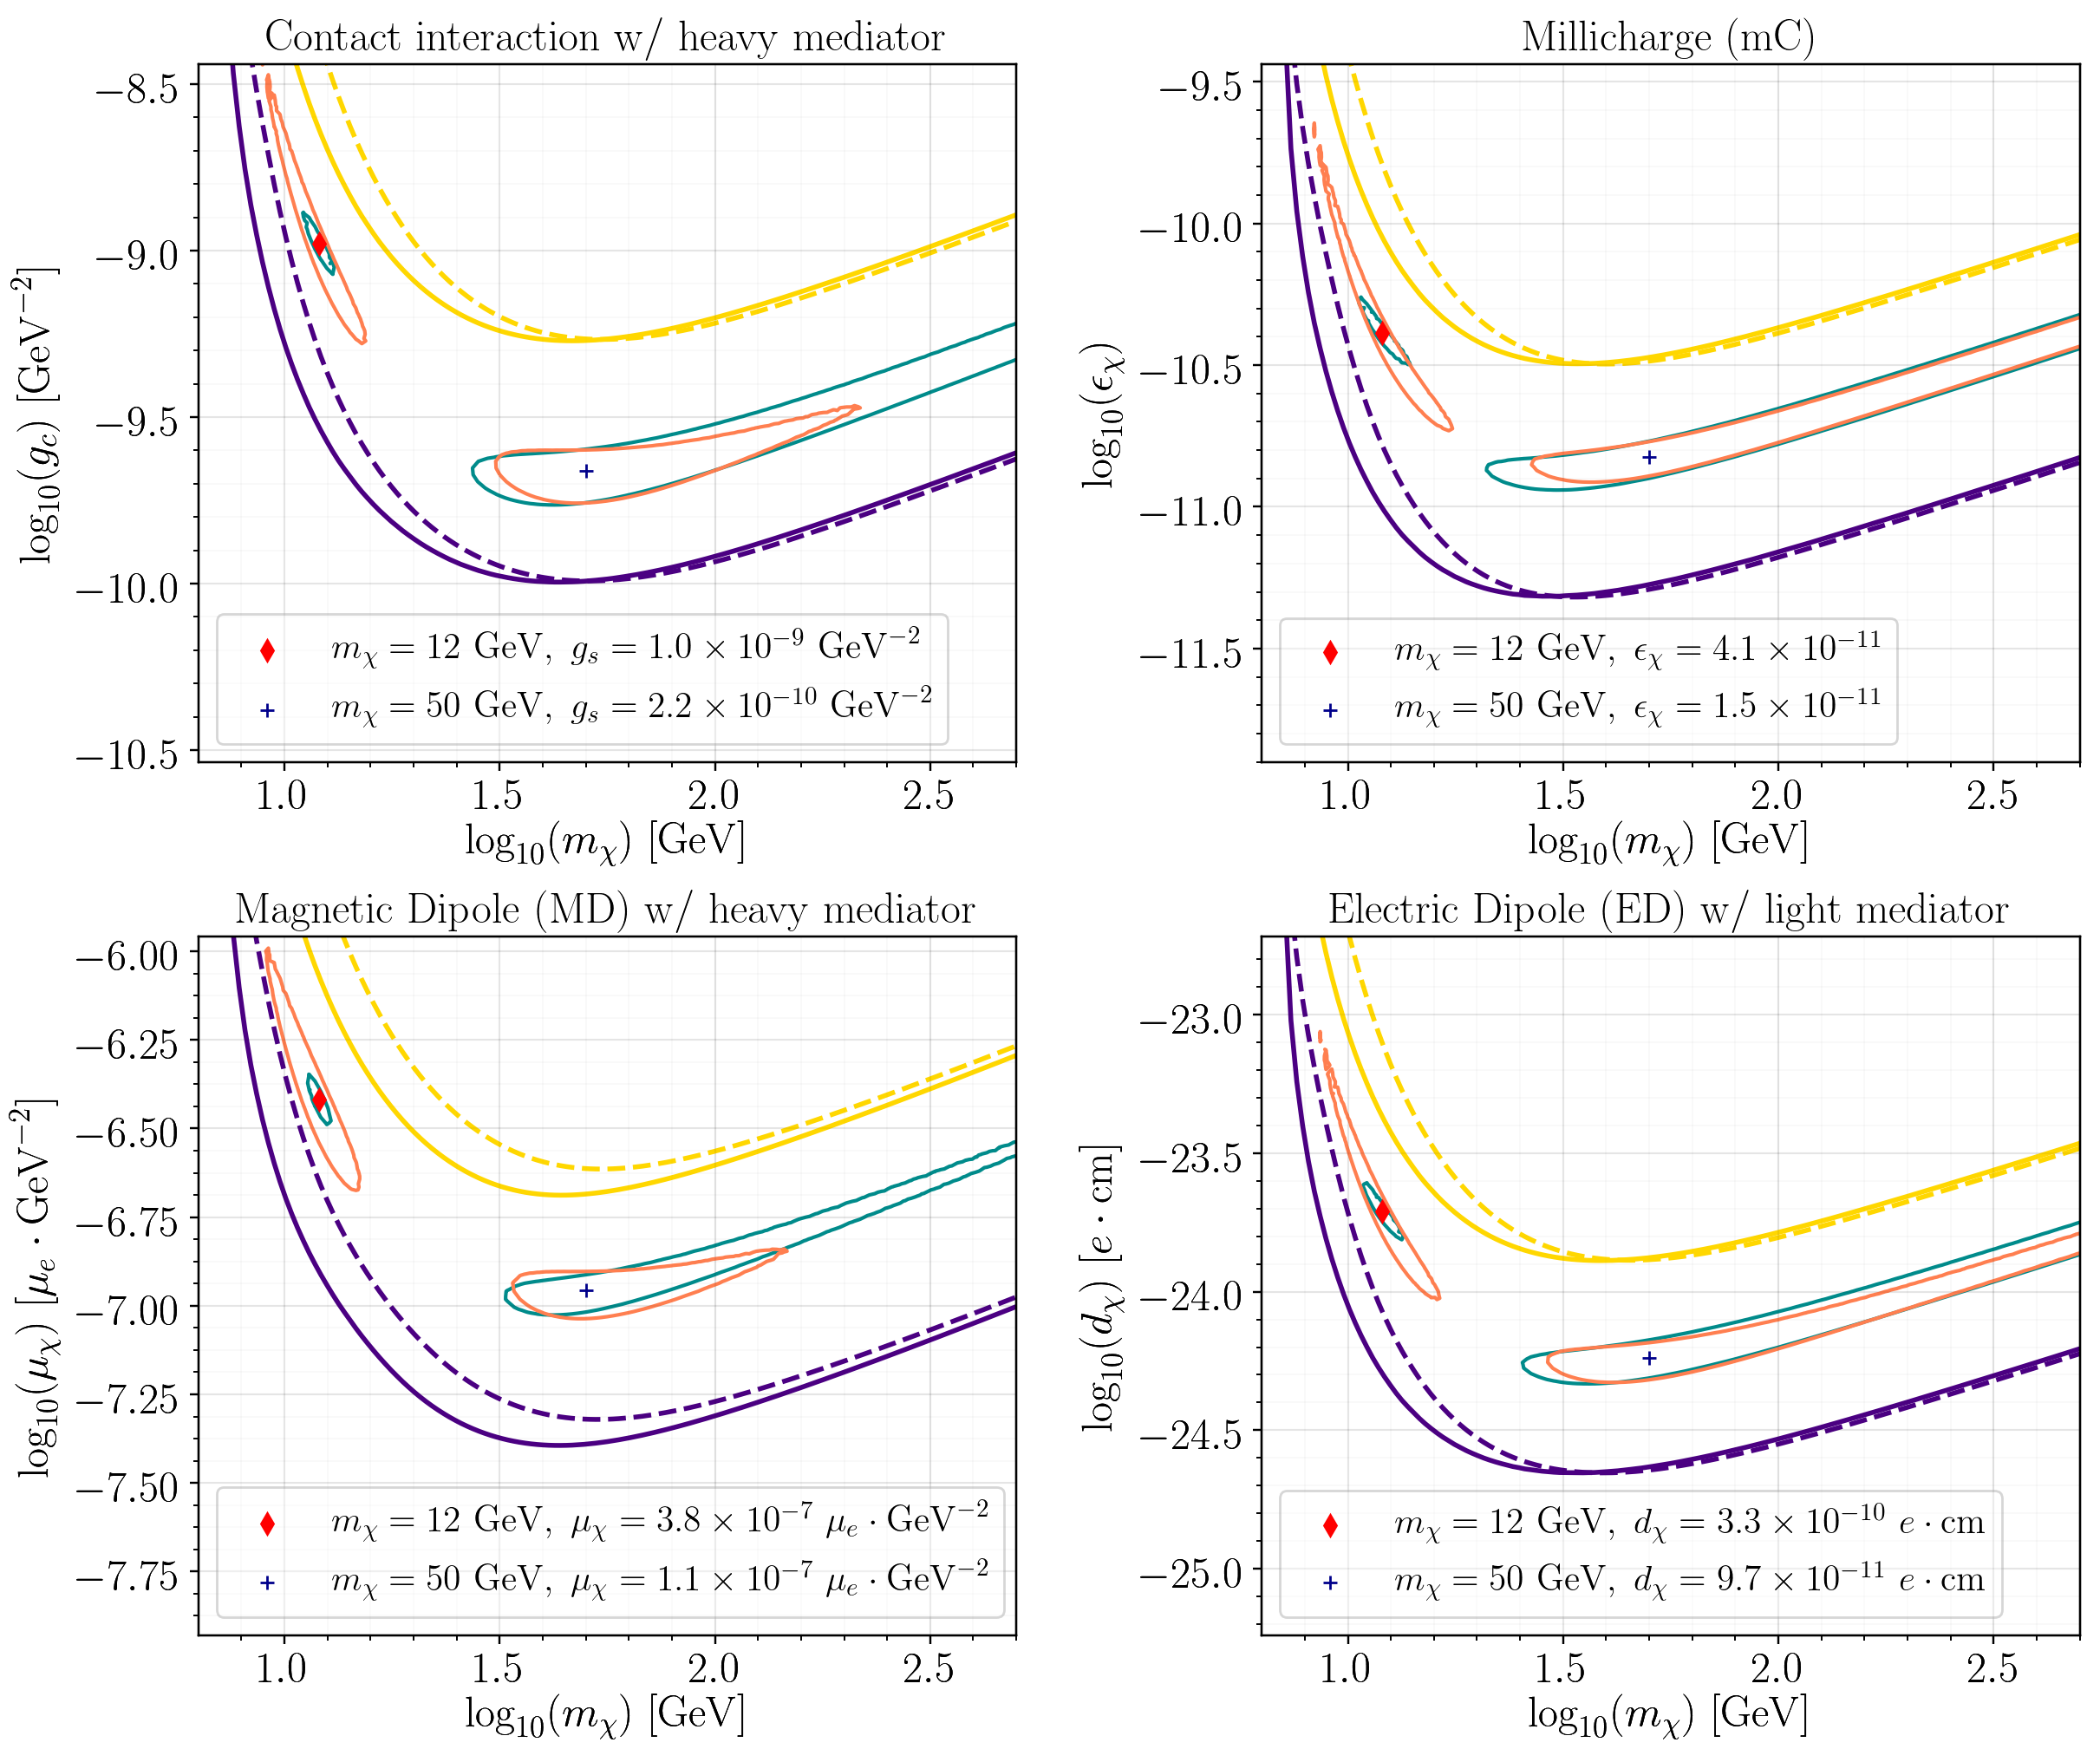 Contact interaction w/ heavy mediator
−8.5
−9.0
−9.5
−10.0
−10.5
log₁₀(g_c) [GeV⁻²]
m_χ = 12 GeV, g_s = 1.0 × 10⁻⁹ GeV⁻²
m_χ = 50 GeV, g_s = 2.2 × 10⁻¹⁰ GeV⁻²
1.0 1.5 2.0 2.5
log₁₀(m_χ) [GeV]
Millicharge (mC)
−9.5
−10.0
−10.5
−11.0
−11.5
log₁₀(ϵ_χ)
m_χ = 12 GeV, ϵ_χ = 4.1 × 10⁻¹¹
m_χ = 50 GeV, ϵ_χ = 1.5 × 10⁻¹¹
1.0 1.5 2.0 2.5
log₁₀(m_χ) [GeV]
Magnetic Dipole (MD) w/ heavy mediator
−6.00
−6.25
−6.50
−6.75
−7.00
−7.25
−7.50
−7.75
log₁₀(μ_χ) [μ_e · GeV⁻²]
m_χ = 12 GeV, μ_χ = 3.8 × 10⁻⁷ μ_e · GeV⁻²
m_χ = 50 GeV, μ_χ = 1.1 × 10⁻⁷ μ_e · GeV⁻²
1.0 1.5 2.0 2.5
log₁₀(m_χ) [GeV]
Electric Dipole (ED) w/ light mediator
−23.0
−23.5
−24.0
−24.5
−25.0
log₁₀(d_χ) [e · cm]
m_χ = 12 GeV, d_χ = 3.3 × 10⁻¹⁰ e · cm
m_χ = 50 GeV, d_χ = 9.7 × 10⁻¹¹ e · cm
1.0 1.5 2.0 2.5
log₁₀(m_χ) [GeV]